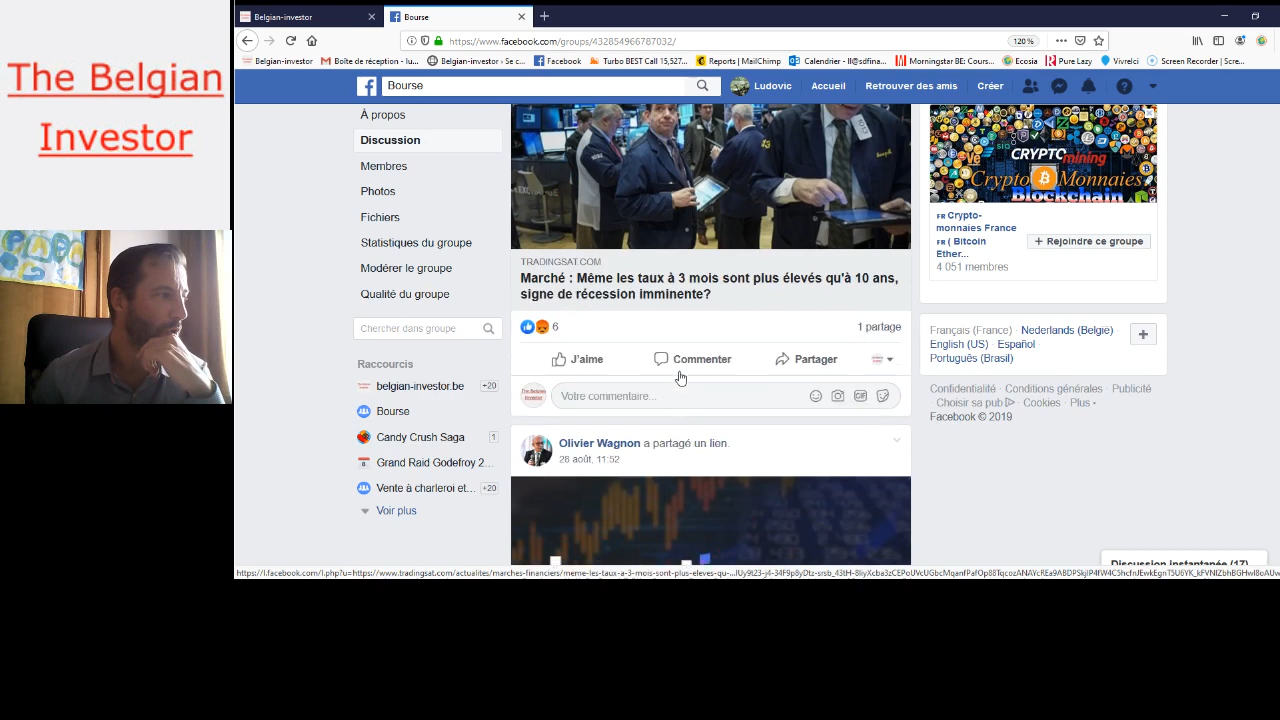 The Belgian
Investor
Belgian-investor
Bourse
https://www.facebook.com/groups/432854966787032/
120 %
Belgian-investor
Boîte de réception - lu...
Belgian-investor › Se c...
Facebook
Turbo BEST Call 15,527...
Reports | MailChimp
Calendrier - ll@sdfina...
Morningstar BE: Cours...
Ecosia
Pure Lazy
Vivrelci
Screen Recorder | Scre...
Bourse
Ludovic
Accueil
Retrouver des amis
Créer
À propos
Discussion
Membres
Photos
Fichiers
Statistiques du groupe
Modérer le groupe
Qualité du groupe
Chercher dans groupe
Raccourcis
belgian-investor.be +20
Bourse
Candy Crush Saga 1
Grand Raid Godefroy 2...
Vente à charleroi et... +20
Voir plus
TRADINGSAT.COM
Marché : Même les taux à 3 mois sont plus élevés qu'à 10 ans,
signe de récession imminente?
6
1 partage
J'aime
Commenter
Partager
Votre commentaire...
Olivier Wagnon a partagé un lien.
28 août, 11:52
CRYPTOmining
Crypto Monnaies
Blockchain
FR Crypto-
monnaies France
FR ( Bitcoin
Ether...
+ Rejoindre ce groupe
4 051 membres
Français (France) · Nederlands (België) ·
English (US) · Español ·
Português (Brasil)
Confidentialité · Conditions générales · Publicité
· Choisir sa pub · Cookies · Plus
Facebook © 2019
Discussion instantanée (17)